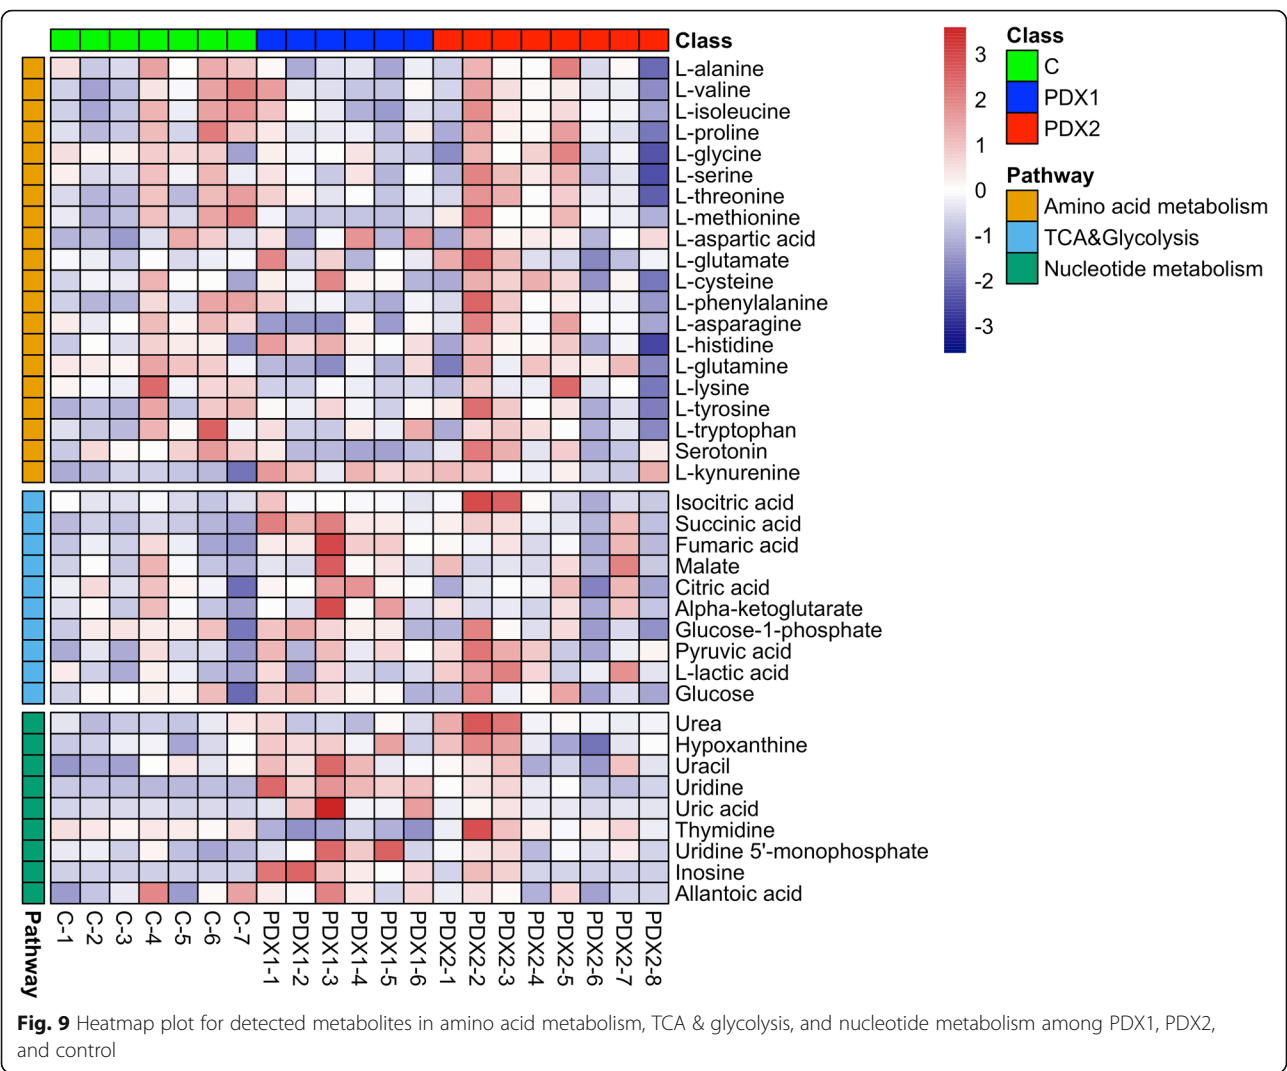 Class
L-alanine
L-valine
L-isoleucine
L-proline
L-glycine
L-serine
L-threonine
L-methionine
L-aspartic acid
L-glutamate
L-cysteine
L-phenylalanine
L-asparagine
L-histidine
L-glutamine
L-lysine
L-tyrosine
L-tryptophan
Serotonin
L-kynurenine
Isocitric acid
Succinic acid
Fumaric acid
Malate
Citric acid
Alpha-ketoglutarate
Glucose-1-phosphate
Pyruvic acid
L-lactic acid
Glucose
Urea
Hypoxanthine
Uracil
Uridine
Uric acid
Thymidine
Uridine 5'-monophosphate
Inosine
Allantoic acid
Pathway
C-1
C-2
C-3
C-4
C-5
C-6
C-7
PDX1-1
PDX1-2
PDX1-3
PDX1-4
PDX1-5
PDX1-6
PDX2-1
PDX2-2
PDX2-3
PDX2-4
PDX2-5
PDX2-6
PDX2-7
PDX2-8
3
2
1
0
-1
-2
-3
Class
C
PDX1
PDX2
Pathway
Amino acid metabolism
TCA&Glycolysis
Nucleotide metabolism
Fig. 9 Heatmap plot for detected metabolites in amino acid metabolism, TCA & glycolysis, and nucleotide metabolism among PDX1, PDX2,
and control